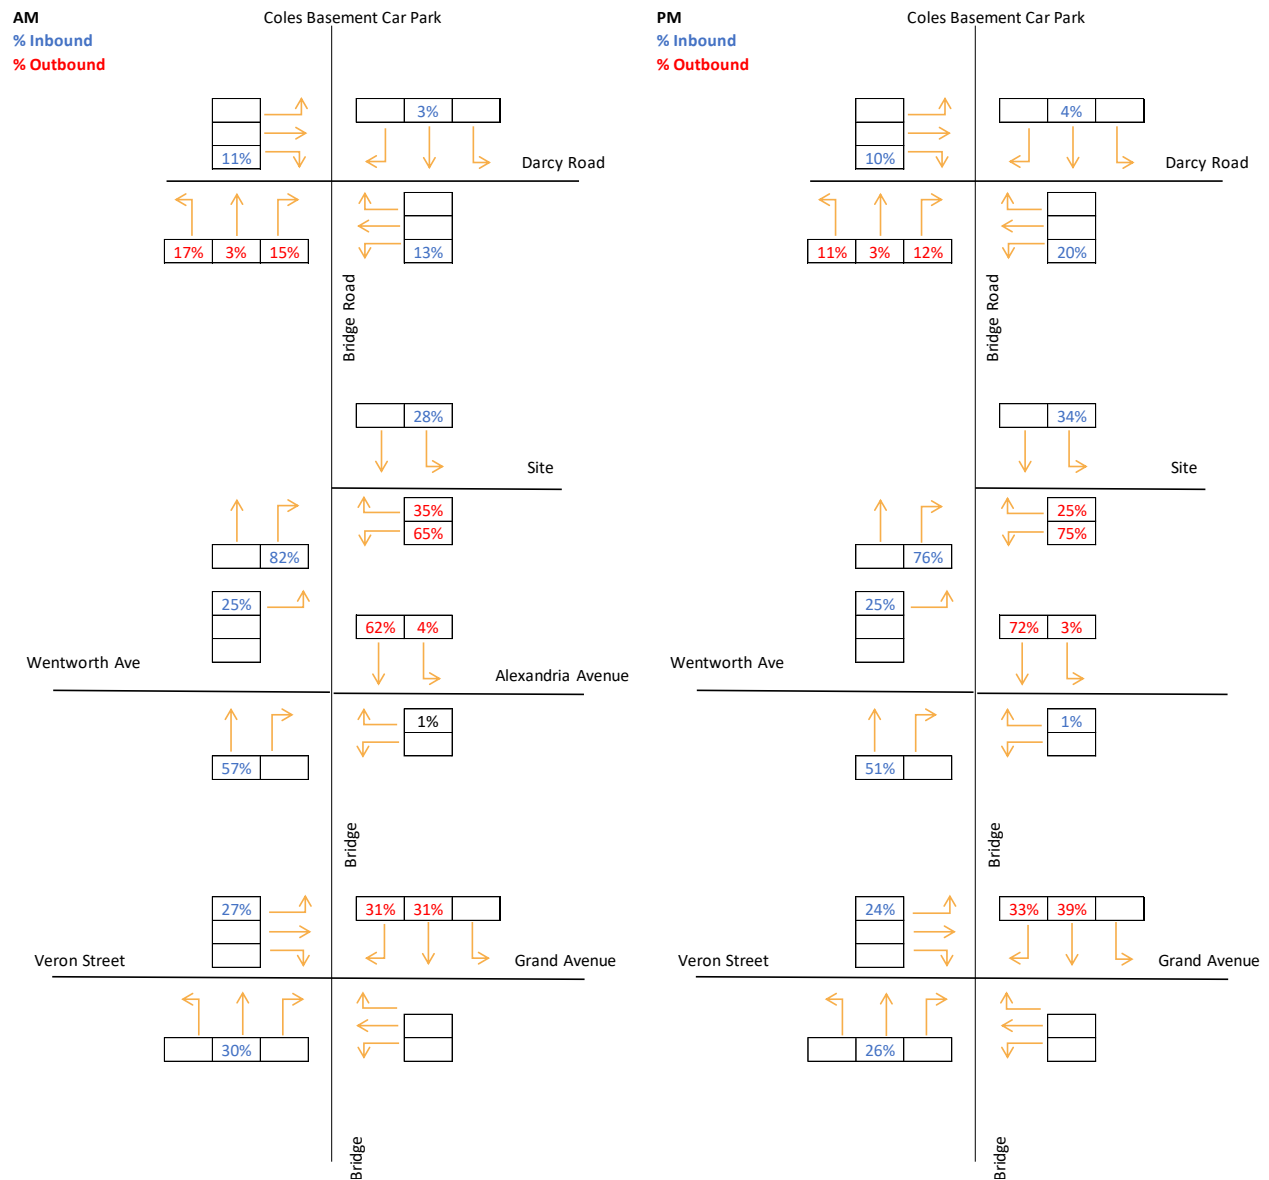 AM
Coles Basement Car Park
% Inbound
% Outbound
3%
11%
Darcy Road
17% 3% 15%
13%
Bridge Road
28%
Site
35%
65%
82%
25%
62% 4%
Wentworth Ave
Alexandria Avenue
1%
57%
Bridge
27%
31% 31%
Veron Street
Grand Avenue
30%
Bridge
PM
Coles Basement Car Park
% Inbound
% Outbound
4%
10%
Darcy Road
11% 3% 12%
20%
Bridge Road
34%
Site
25%
75%
76%
25%
72% 3%
Wentworth Ave
1%
51%
Bridge
24%
33% 39%
Veron Street
Grand Avenue
26%
Bridge